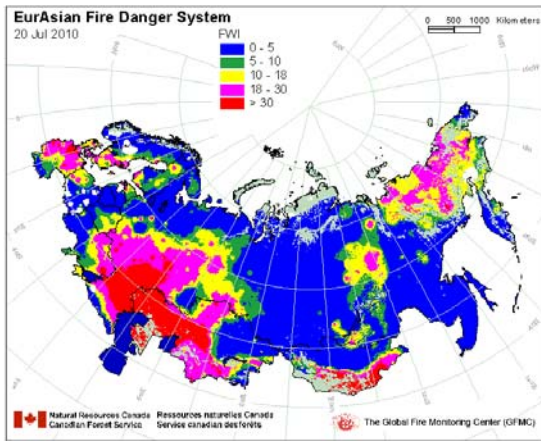 EurAsian Fire Danger System
20 Jul 2010
FWI
0 - 5
5 - 10
10 - 18
18 - 30
> 30
0 500 1000 Kilometers
Natural Resources Canada
Canadian Forest Service
Ressources naturelles Canada
Service canadien des forêts
The Global Fire Monitoring Center (GFMC)